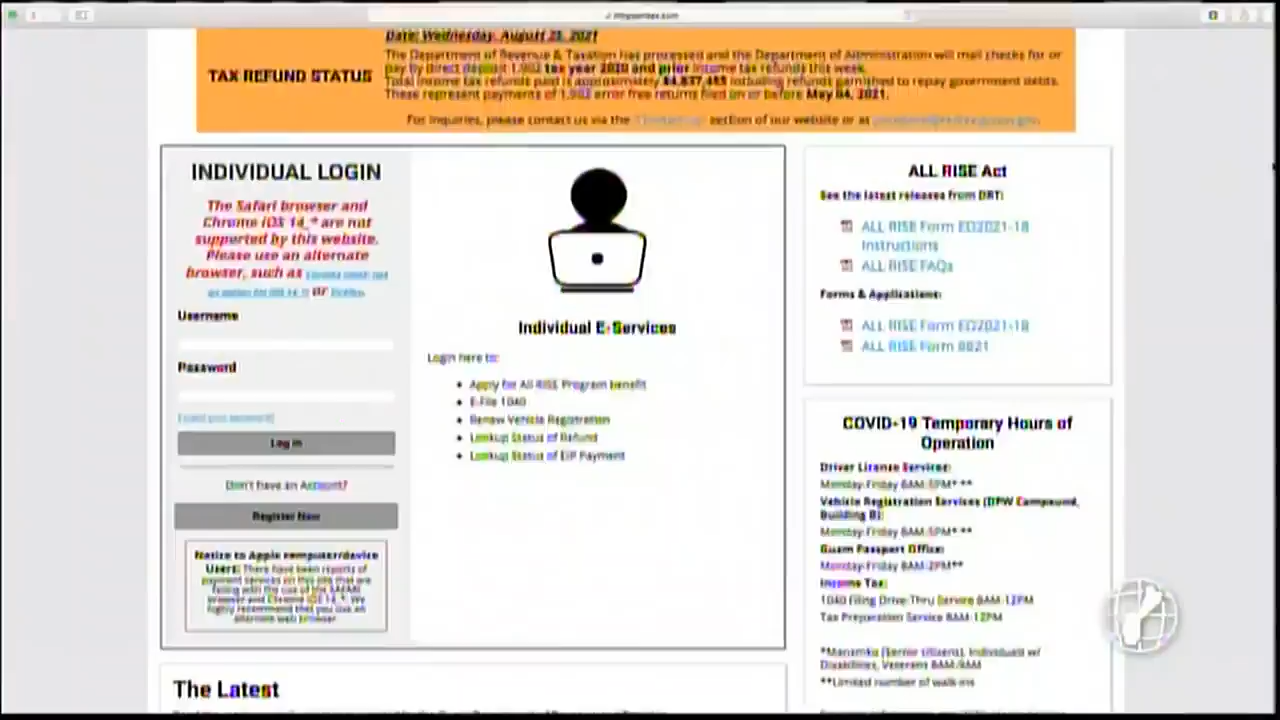 TAX REFUND STATUS
Date: Wednesday, August 25, 2021
The Department of Revenue & Taxation has processed and the Department of Administration will mail checks for or
pay by direct deposit 1,902 tax year 2020 and prior income tax refunds this week.
Total income tax refunds paid is approximately including refunds garnished to repay government debts.
These represent payments of 1,902 error free returns filed on or before May 04, 2021.
For Inquiries, please contact us via the "Contact Us" section of our website or at
INDIVIDUAL LOGIN
The Safari browser and
Chrome iOS 14_* are not
supported by this website.
Please use an alternate
browser, such as
or Firefox.
Username
Password
Forgot your password?
Log in
Don't have an Account?
Register Now
Notice to Apple computer/device
Users: There have been reports of
payment services on this site that are
failing with the use of the SAFARI
browser and Chrome iOS 14_*. We
highly recommend that you use an
alternate web browser.
Individual E-Services
Login here to:
• Apply for All RISE Program benefit
• E-File 1040
• Renew Vehicle Registration
• Lookup Status of Refund
• Lookup Status of EIP Payment
ALL RISE Act
See the latest releases from DRT:
ALL RISE Form EO2021-18
Instructions
ALL RISE FAQs
Forms & Applications:
ALL RISE Form EO2021-18
ALL RISE Form 8821
COVID-19 Temporary Hours of
Operation
Driver License Services:
Monday-Friday 8AM-5PM* **
Vehicle Registration Services (DPW Compound,
Building B):
Monday-Friday 8AM-5PM* **
Guam Passport Office:
Monday-Friday 8AM-2PM**
Income Tax:
1040 Filing Drive-Thru Service 8AM-12PM
Tax Preparation Service 8AM-12PM
*Manamko (Senior citizens), Individual w/
Disabilities, Veterans 8AM-9AM
**Limited number of walk-ins
The Latest